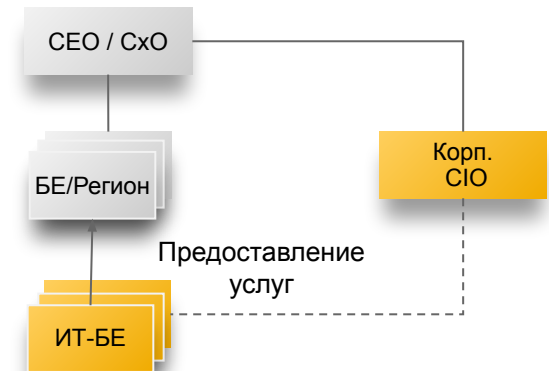 CEO / CxO
БЕ/Регион
Корп.
CIO
Предоставление
услуг
ИТ-БЕ